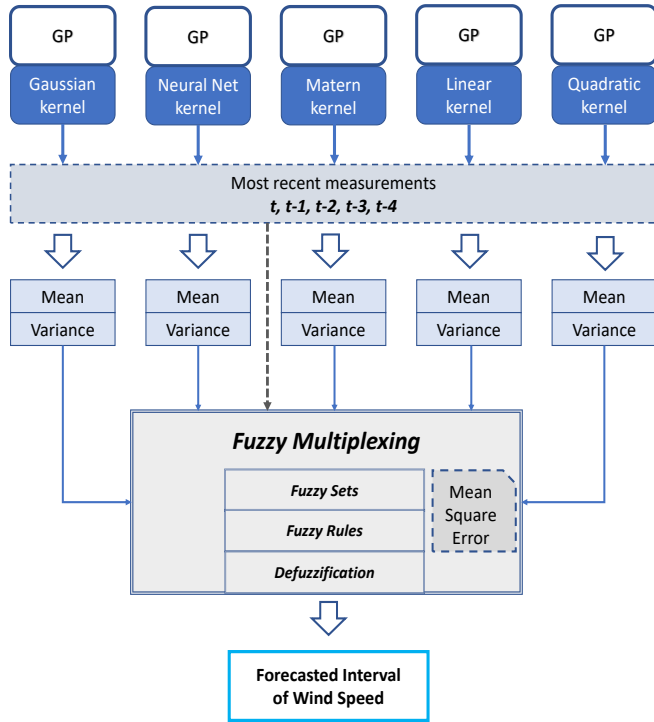 GP GP GP GP GP
Gaussian kernel
Neural Net kernel
Matern kernel
Linear kernel
Quadratic kernel
Most recent measurements
t, t-1, t-2, t-3, t-4
Mean Mean Mean Mean Mean
Variance Variance Variance Variance Variance
Fuzzy Multiplexing
Fuzzy Sets
Fuzzy Rules
Defuzzification
Mean
Square
Error
Forecasted Interval
of Wind Speed